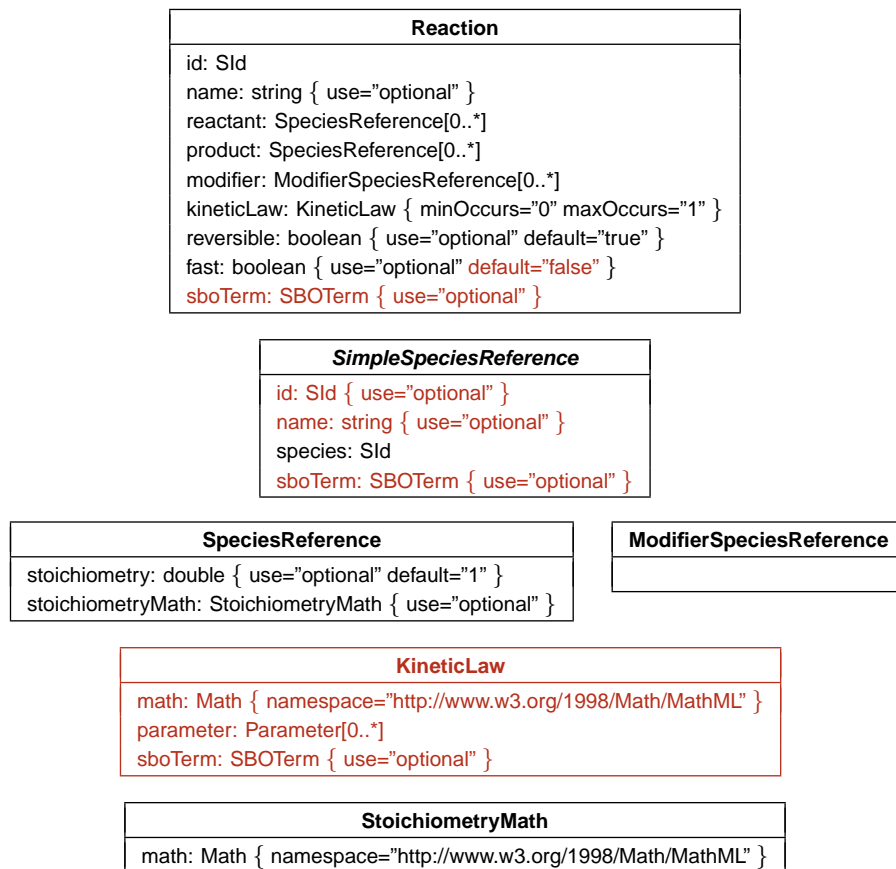 Reaction
id: SId
name: string { use=”optional” }
reactant: SpeciesReference[0..*]
product: SpeciesReference[0..*]
modifier: ModifierSpeciesReference[0..*]
kineticLaw: KineticLaw { minOccurs=”0” maxOccurs=”1” }
reversible: boolean { use=”optional” default=”true” }
fast: boolean { use=”optional” default=”false” }
sboTerm: SBOTerm { use=”optional” }
SimpleSpeciesReference
id: SId { use=”optional” }
name: string { use=”optional” }
species: SId
sboTerm: SBOTerm { use=”optional” }
SpeciesReference
stoichiometry: double { use=”optional” default=”1” }
stoichiometryMath: StoichiometryMath { use=”optional” }
ModifierSpeciesReference
KineticLaw
math: Math { namespace=”http://www.w3.org/1998/Math/MathML” }
parameter: Parameter[0..*]
sboTerm: SBOTerm { use=”optional” }
StoichiometryMath
math: Math { namespace=”http://www.w3.org/1998/Math/MathML” }